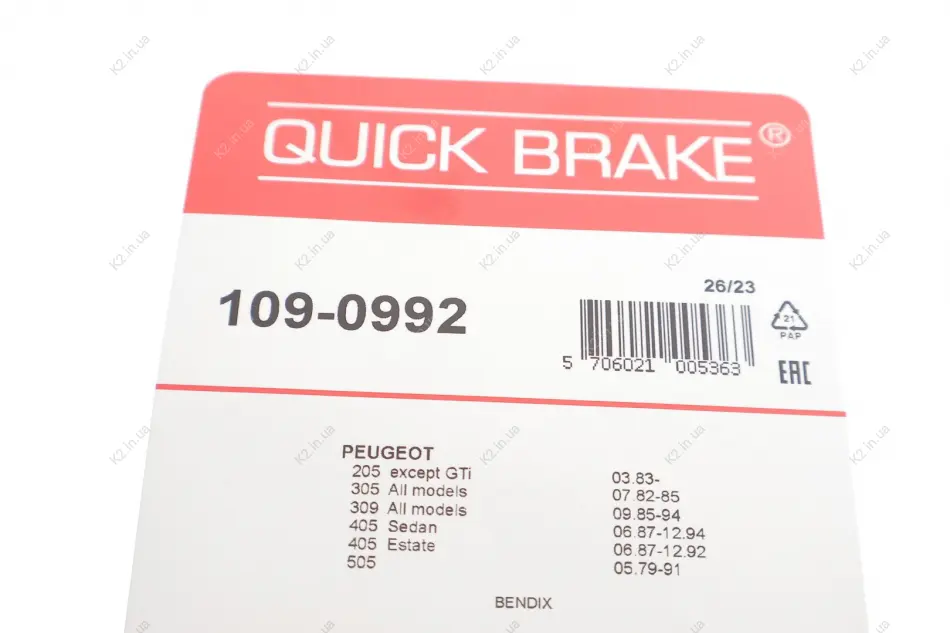 QUICK BRAKE®
109-0992
26/23
5 706021 005363
21
PAP
EAC
PEUGEOT
205 except GTi 03.83-
305 All models 07.82-85
309 All models 09.85-94
405 Sedan 06.87-12.94
405 Estate 06.87-12.92
505 05.79-91
BENDIX
K2.in.ua